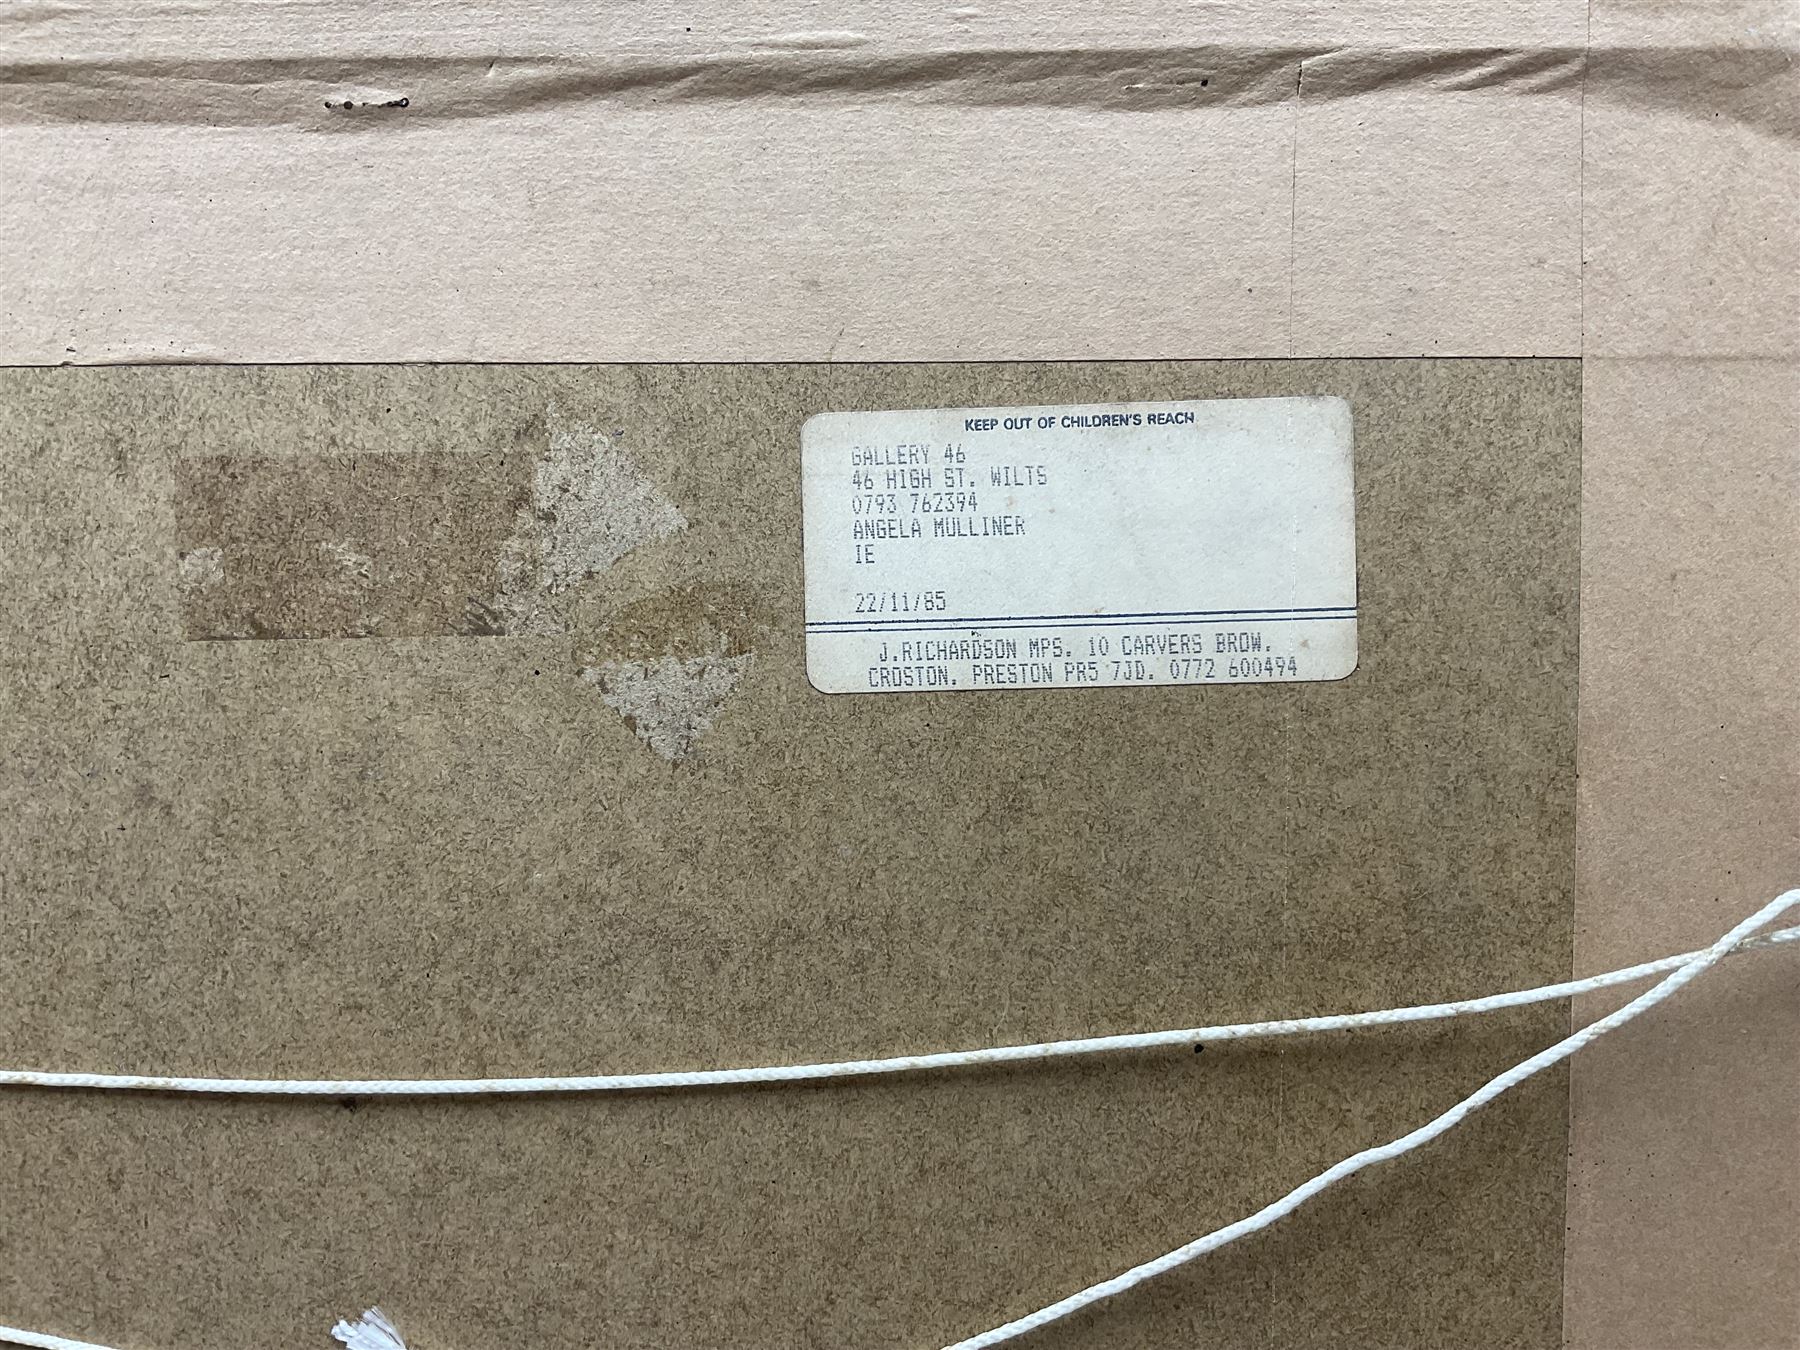 KEEP OUT OF CHILDREN'S REACH
GALLERY 46
46 HIGH ST. WILTS
0793 762394
ANGELA MULLINER
IE
22/11/85
J.RICHARDSON MPS. 10 CARVERS BROW.
CROSTON. PRESTON PR5 7JD. 0772 600494